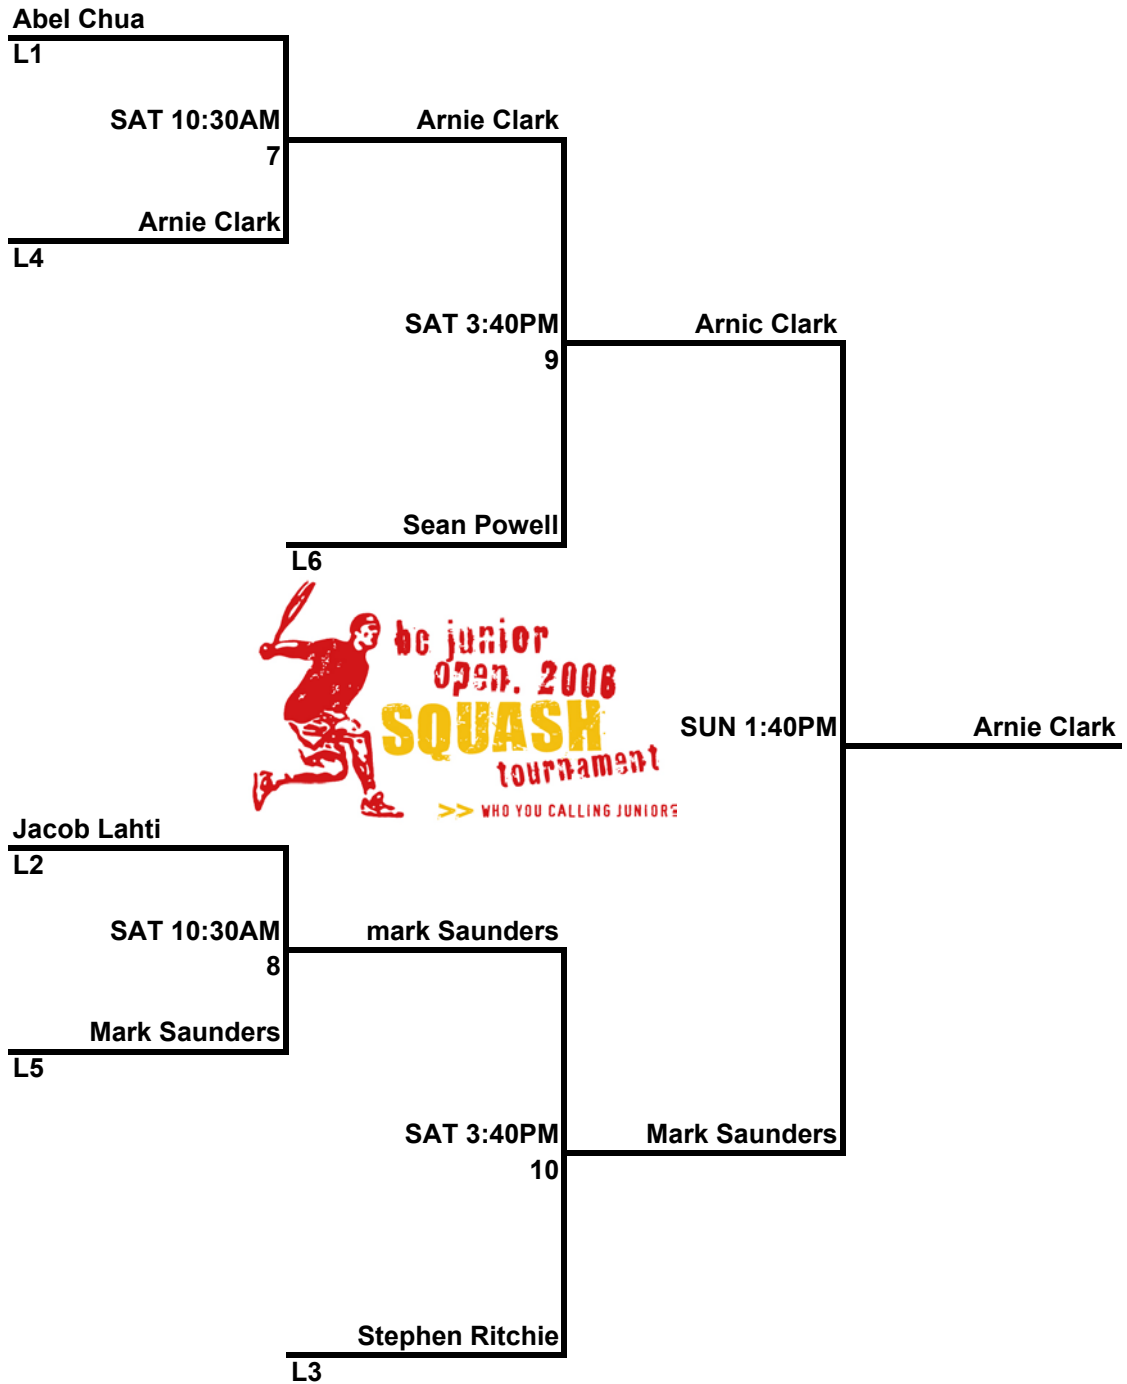 Abel Chua
L1
SAT 10:30AM
Arnie Clark
7
Arnie Clark
L4
SAT 3:40PM
Arnic Clark
9
Sean Powell
L6
bc junior
open. 2006
SQUASH
tournament
>> WHO YOU CALLING JUNIOR?
SUN 1:40PM
Arnie Clark
Jacob Lahti
L2
SAT 10:30AM
mark Saunders
8
Mark Saunders
L5
SAT 3:40PM
Mark Saunders
10
Stephen Ritchie
L3